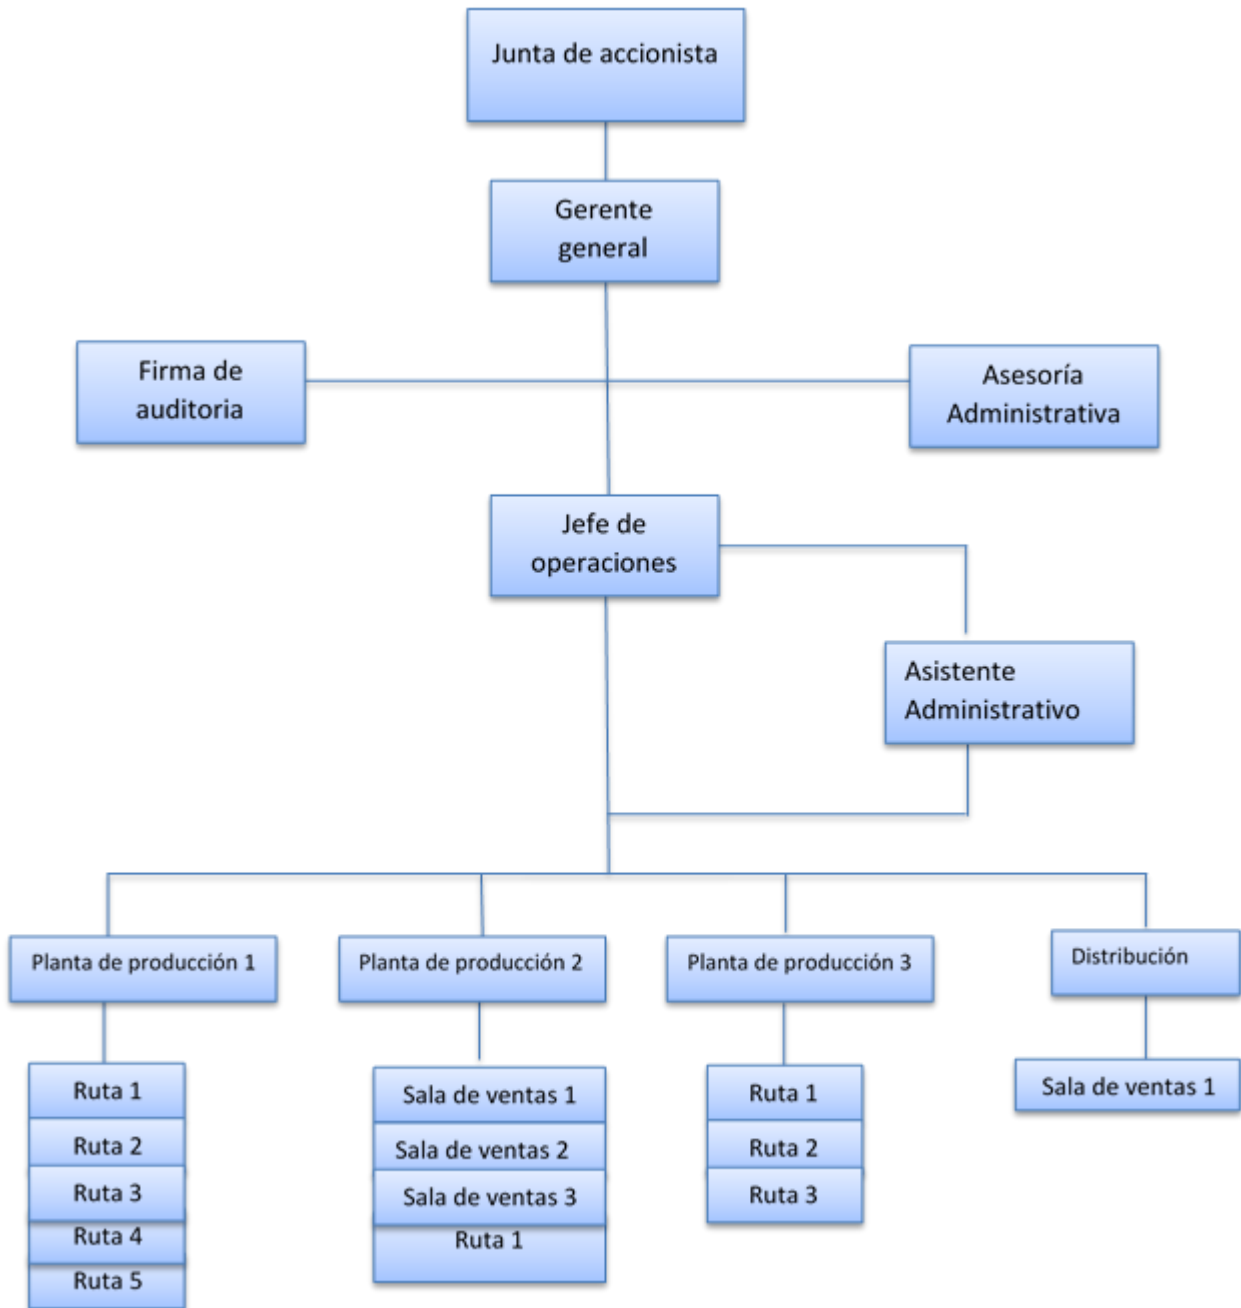 Junta de accionista
Gerente
general
Firma de
auditoria
Asesoría
Administrativa
Jefe de
operaciones
Asistente
Administrativo
Planta de producción 1
Planta de producción 2
Planta de producción 3
Distribución
Ruta 1
Ruta 2
Ruta 3
Ruta 4
Ruta 5
Sala de ventas 1
Sala de ventas 2
Sala de ventas 3
Ruta 1
Ruta 1
Ruta 2
Ruta 3
Sala de ventas 1